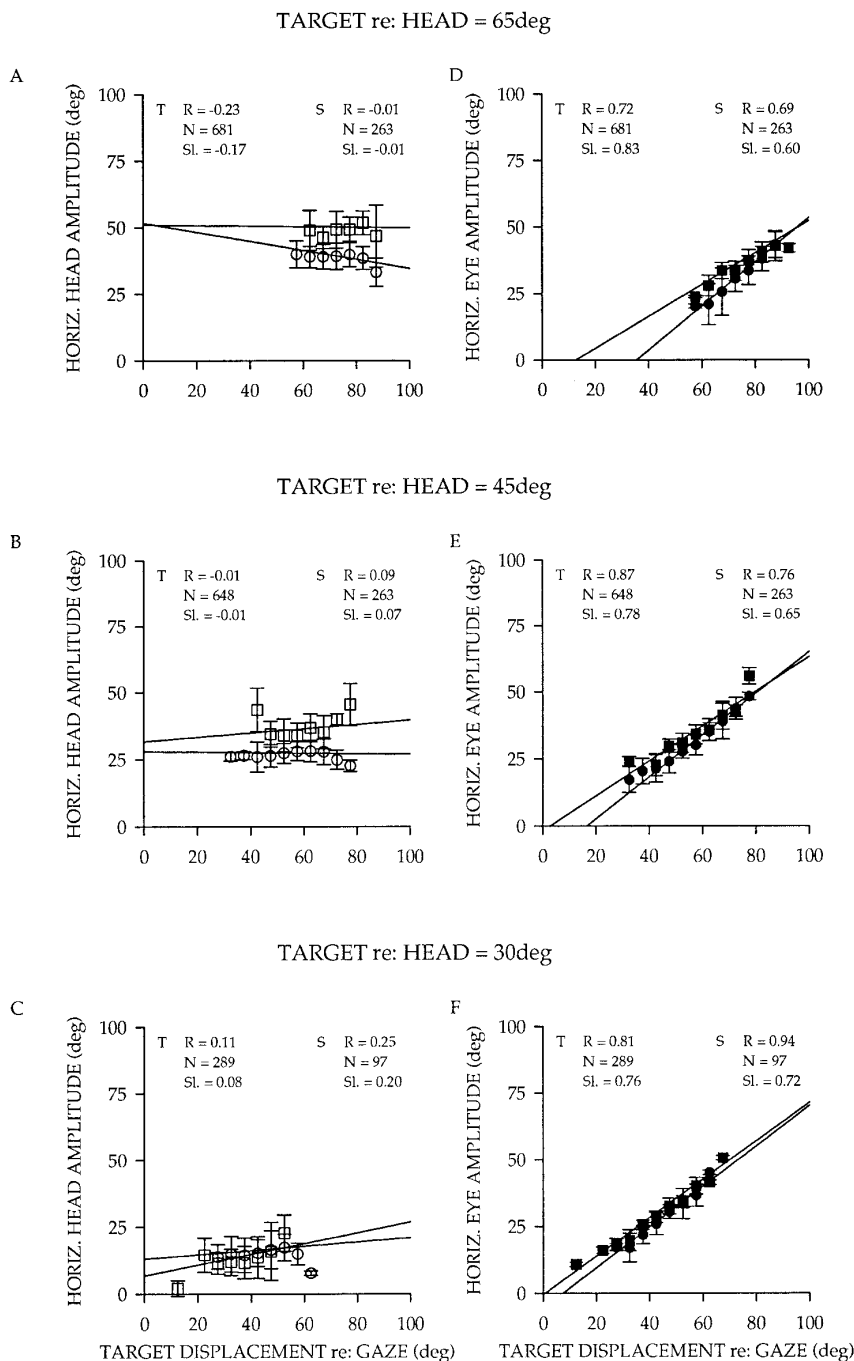 TARGET re: HEAD = 65deg
A
HORIZ. HEAD AMPLITUDE (deg)
100
75
50
25
0
T R = -0.23 S R = -0.01
N = 681 N = 263
Sl. = -0.17 Sl. = -0.01
0 20 40 60 80 100
D
HORIZ. EYE AMPLITUDE (deg)
100
75
50
25
0
T R = 0.72 S R = 0.69
N = 681 N = 263
Sl. = 0.83 Sl. = 0.60
0 20 40 60 80 100
TARGET re: HEAD = 45deg
B
HORIZ. HEAD AMPLITUDE (deg)
100
75
50
25
0
T R = -0.01 S R = 0.09
N = 648 N = 263
Sl. = -0.01 Sl. = 0.07
0 20 40 60 80 100
E
HORIZ. EYE AMPLITUDE (deg)
100
75
50
25
0
T R = 0.87 S R = 0.76
N = 648 N = 263
Sl. = 0.78 Sl. = 0.65
0 20 40 60 80 100
TARGET re: HEAD = 30deg
C
HORIZ. HEAD AMPLITUDE (deg)
100
75
50
25
0
T R = 0.11 S R = 0.25
N = 289 N = 97
Sl. = 0.08 Sl. = 0.20
0 20 40 60 80 100
TARGET DISPLACEMENT re: GAZE (deg)
F
HORIZ. EYE AMPLITUDE (deg)
100
75
50
25
0
T R = 0.81 S R = 0.94
N = 289 N = 97
Sl. = 0.76 Sl. = 0.72
0 20 40 60 80 100
TARGET DISPLACEMENT re: GAZE (deg)